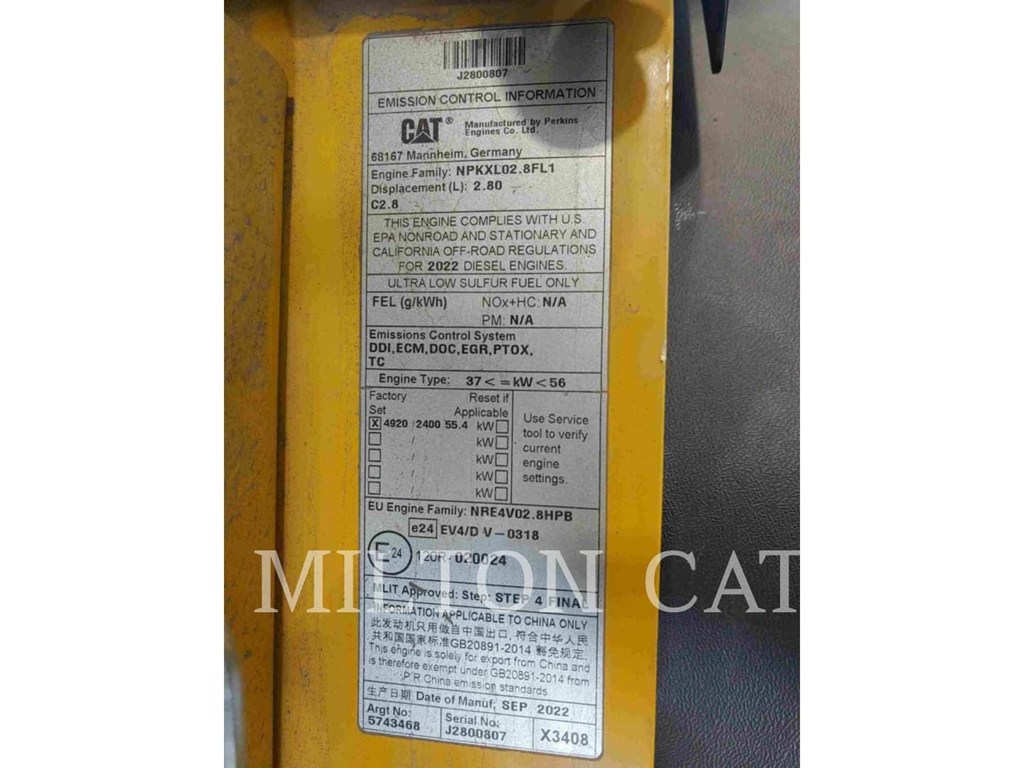 J2800807
EMISSION CONTROL INFORMATION
CAT® Manufactured by Perkins
Engines Co. Ltd.
68167 Mannheim, Germany
Engine Family: NPKXL02.8FL1
Displacement (L): 2.80
C2.8
THIS ENGINE COMPLIES WITH U.S.
EPA NONROAD AND STATIONARY AND
CALIFORNIA OFF-ROAD REGULATIONS
FOR 2022 DIESEL ENGINES.
ULTRA LOW SULFUR FUEL ONLY
FEL (g/kWh) NOx+HC: N/A
PM: N/A
Emissions Control System
DDI,ECM,DOC,EGR,PTOX,
TC
Engine Type: 37 < = kW < 56
Factory Set
Reset if Applicable
X 4920 / 2400 55.4 kW
/ kW
/ kW
/ kW
/ kW
Use Service
tool to verify
current
engine
settings.
EU Engine Family: NRE4V02.8HPB
e24 EV4/D V-0318
E 24 120R-020024
MILTON CAT
MLIT Approved: Step: STEP 4 FINAL
INFORMATION APPLICABLE TO CHINA ONLY
此发动机只用做自中国出口,符合中华人民
共和国国家标准GB20891-2014 豁免规定.
This engine is solely for export from China and
is therefore exempt under GB20891-2014 from
P.R.China emission standards
生产日期 Date of Manuf, SEP 2022
Argt No:
5743468
Serial No:
J2800807
X3408